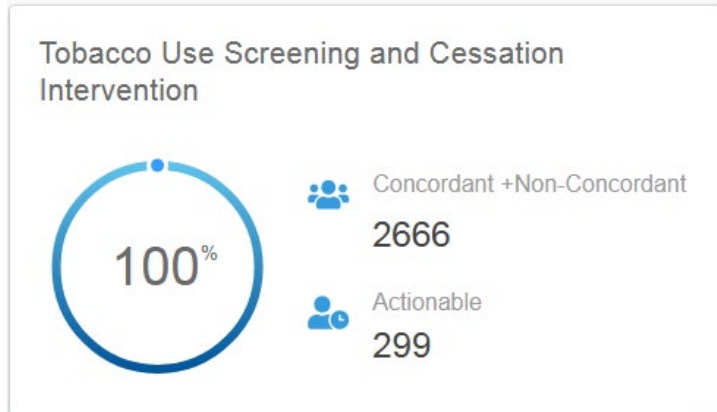 Tobacco Use Screening and Cessation
Intervention
100%
Concordant +Non-Concordant
2666
Actionable
299